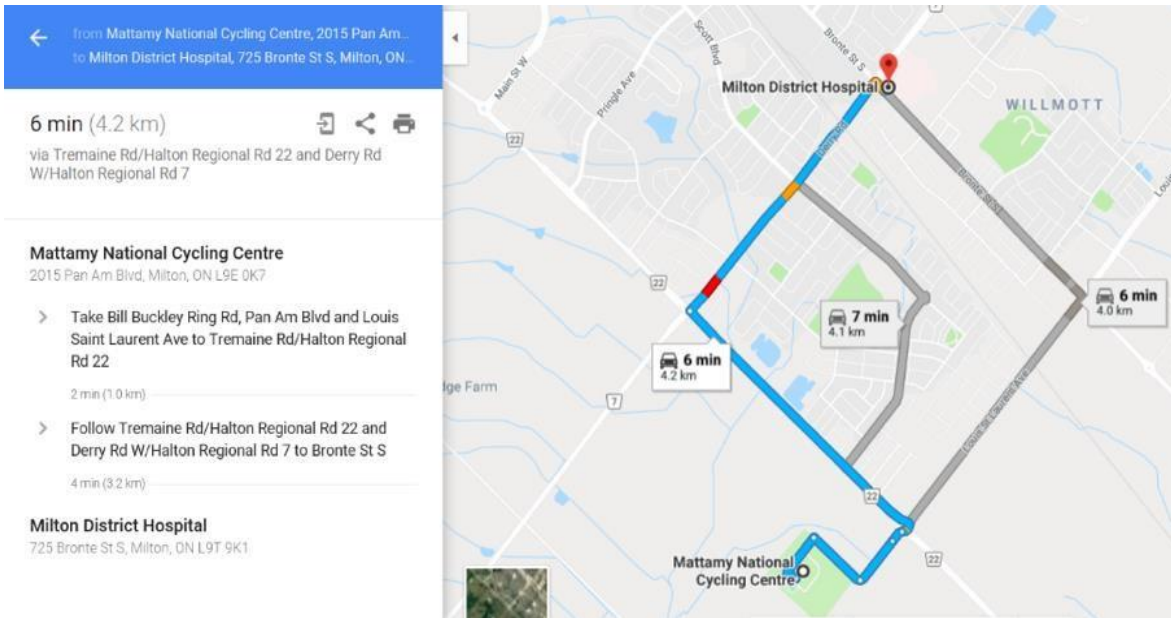 from Mattamy National Cycling Centre, 2015 Pan Am...
to Milton District Hospital, 725 Bronte St S, Milton, ON...
6 min (4.2 km)
via Tremaine Rd/Halton Regional Rd 22 and Derry Rd
W/Halton Regional Rd 7
Mattamy National Cycling Centre
2015 Pan Am Blvd, Milton, ON L9E 0K7
Take Bill Buckley Ring Rd, Pan Am Blvd and Louis
Saint Laurent Ave to Tremaine Rd/Halton Regional
Rd 22
2 min (1.0 km)
Follow Tremaine Rd/Halton Regional Rd 22 and
Derry Rd W/Halton Regional Rd 7 to Bronte St S
4 min (3.2 km)
Milton District Hospital
725 Bronte St S, Milton, ON L9T 9K1
7
Scott Blvd
Bronte St S
Main St W
Pringle Ave
Milton District Hospital
WILLMOTT
22
Derry Rd
Bronte St S
Louis
22
6 min
4.0 km
7 min
4.1 km
6 min
4.2 km
dge Farm
7
Louis St Laurent Ave
22
22
Mattamy National
Cycling Centre